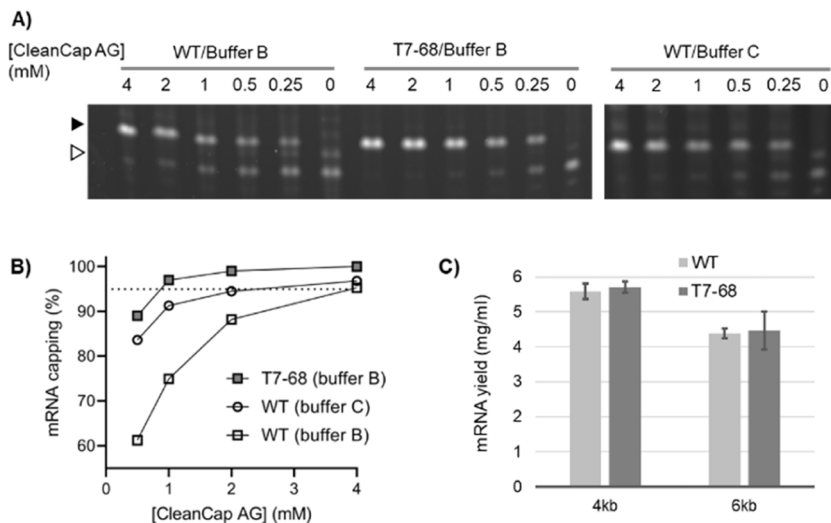 A)
[CleanCap AG] WT/Buffer B T7-68/Buffer B WT/Buffer C
(mM)
4 2 1 0.5 0.25 0 4 2 1 0.5 0.25 0 4 2 1 0.5 0.25 0
B)
mRNA capping (%)
100
90
80
70
60
T7-68 (buffer B)
WT (buffer C)
WT (buffer B)
0 1 2 3 4
[CleanCap AG] (mM)
C)
WT
T7-68
mRNA yield (mg/ml)
6
5
4
3
2
1
0
4kb 6kb